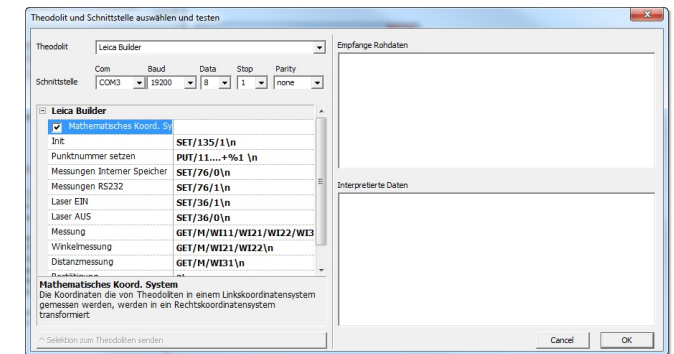 Theodolit und Schnittstelle auswählen und testen
Theodolit Leica Builder
Com Baud Data Stop Parity
Schnittstelle COM3 19200 8 1 none
Leica Builder
Mathematisches Koord. Sy
Init SET/135/1\n
Punktnummer setzen PUT/11....+%1 \n
Messungen Interner Speicher SET/76/0\n
Messungen RS232 SET/76/1\n
Laser EIN SET/36/1\n
Laser AUS SET/36/0\n
Messung GET/M/WI11/WI21/WI22/WI3
Winkelmessung GET/M/WI21/WI22\n
Distanzmessung GET/M/WI31\n
Mathematisches Koord. System
Die Koordinaten die von Theodoliten in einem Linkskoordinatensystem
gemessen werden, werden in ein Rechtskoordinatensystem
transformiert
^ Selektion zum Theodoliten senden
Empfange Rohdaten
Interpretierte Daten
Cancel OK